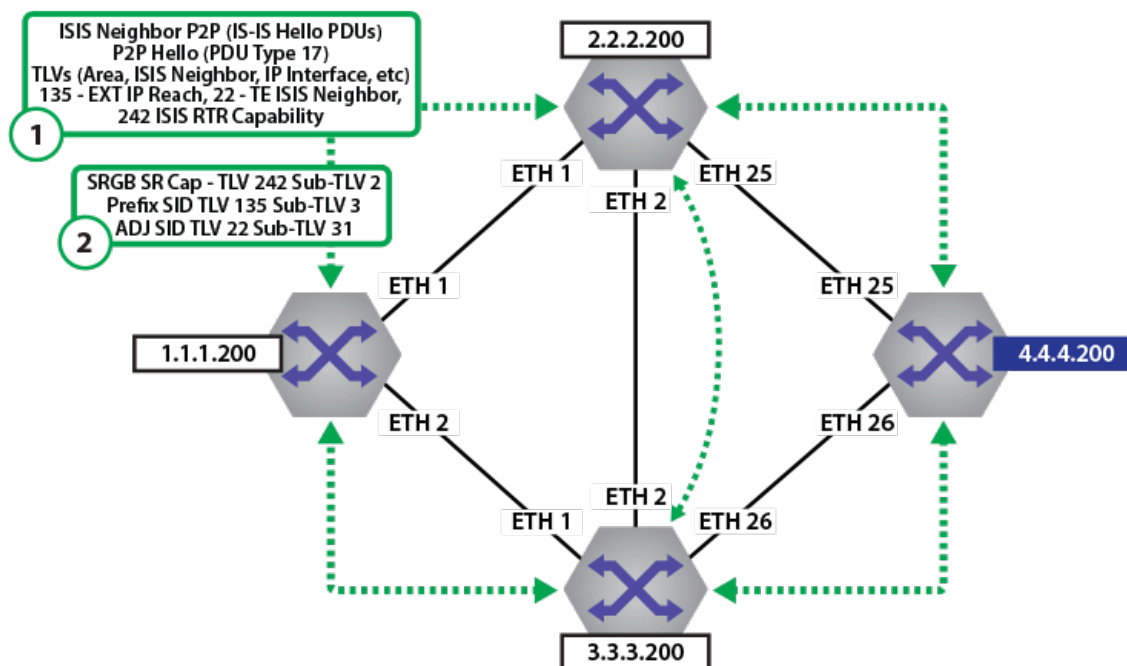 ISIS Neighbor P2P (IS-IS Hello PDUs)
P2P Hello (PDU Type 17)
TLVs (Area, ISIS Neighbor, IP Interface, etc)
135 - EXT IP Reach, 22 - TE ISIS Neighbor,
242 ISIS RTR Capability
1
2.2.2.200
SRGB SR Cap - TLV 242 Sub-TLV 2
Prefix SID TLV 135 Sub-TLV 3
ADJ SID TLV 22 Sub-TLV 31
2
ETH 1
ETH 2
ETH 25
ETH 1
ETH 25
1.1.1.200
4.4.4.200
ETH 2
ETH 26
ETH 1
ETH 2
ETH 26
3.3.3.200